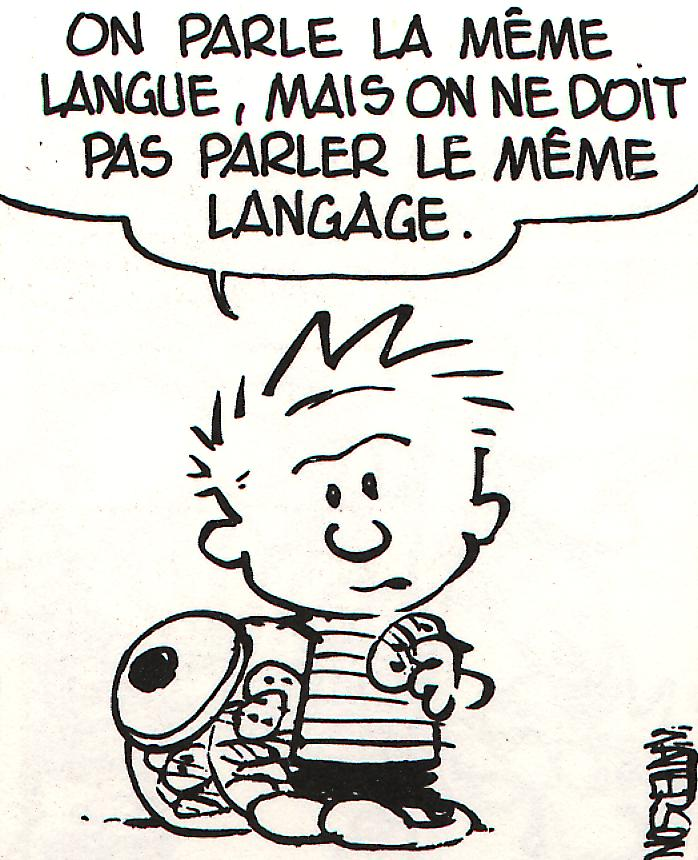 ON PARLE LA MÊME
LANGUE, MAIS ON NE DOIT
PAS PARLER LE MÊME
LANGAGE.
WATTERSON